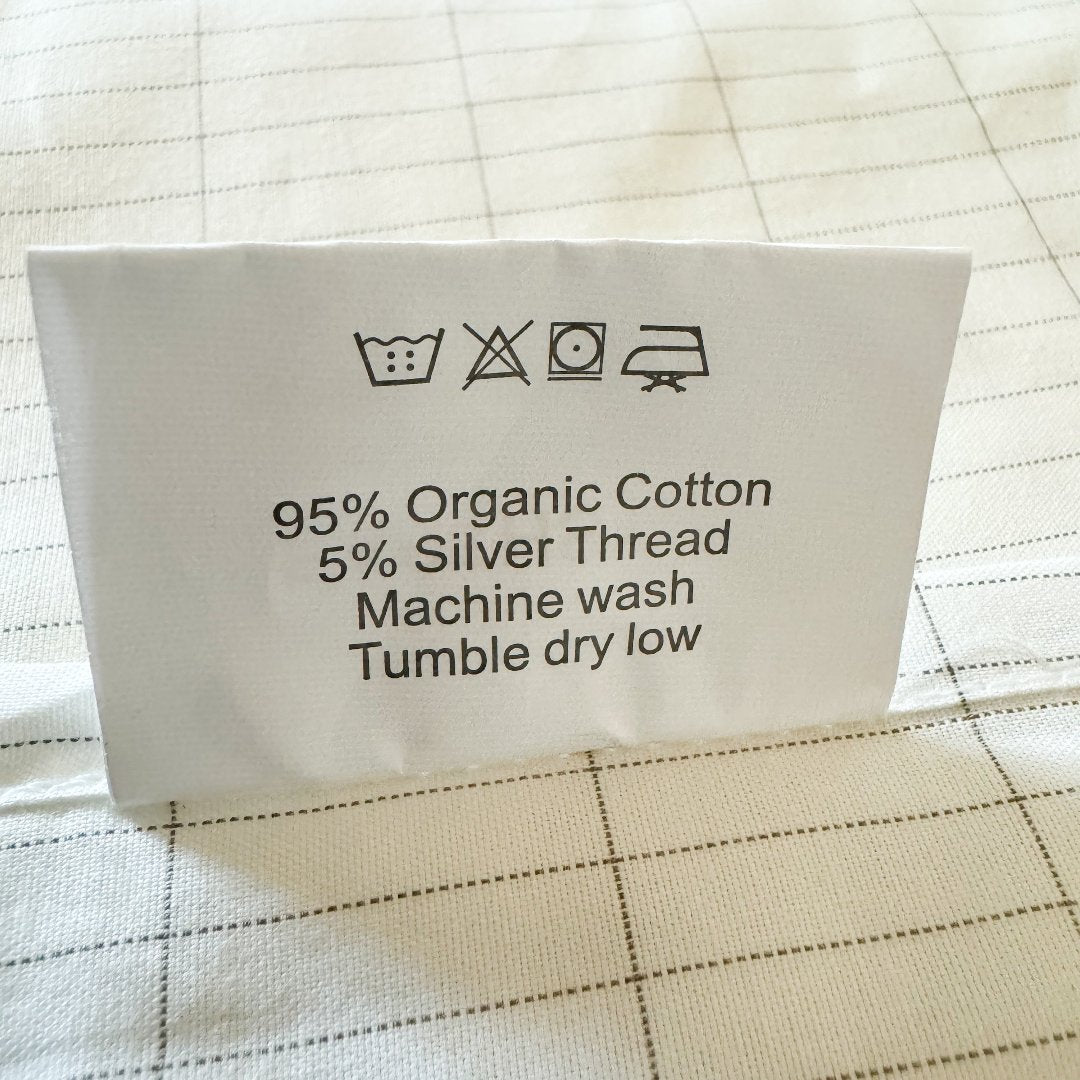 95% Organic Cotton
5% Silver Thread
Machine wash
Tumble dry low